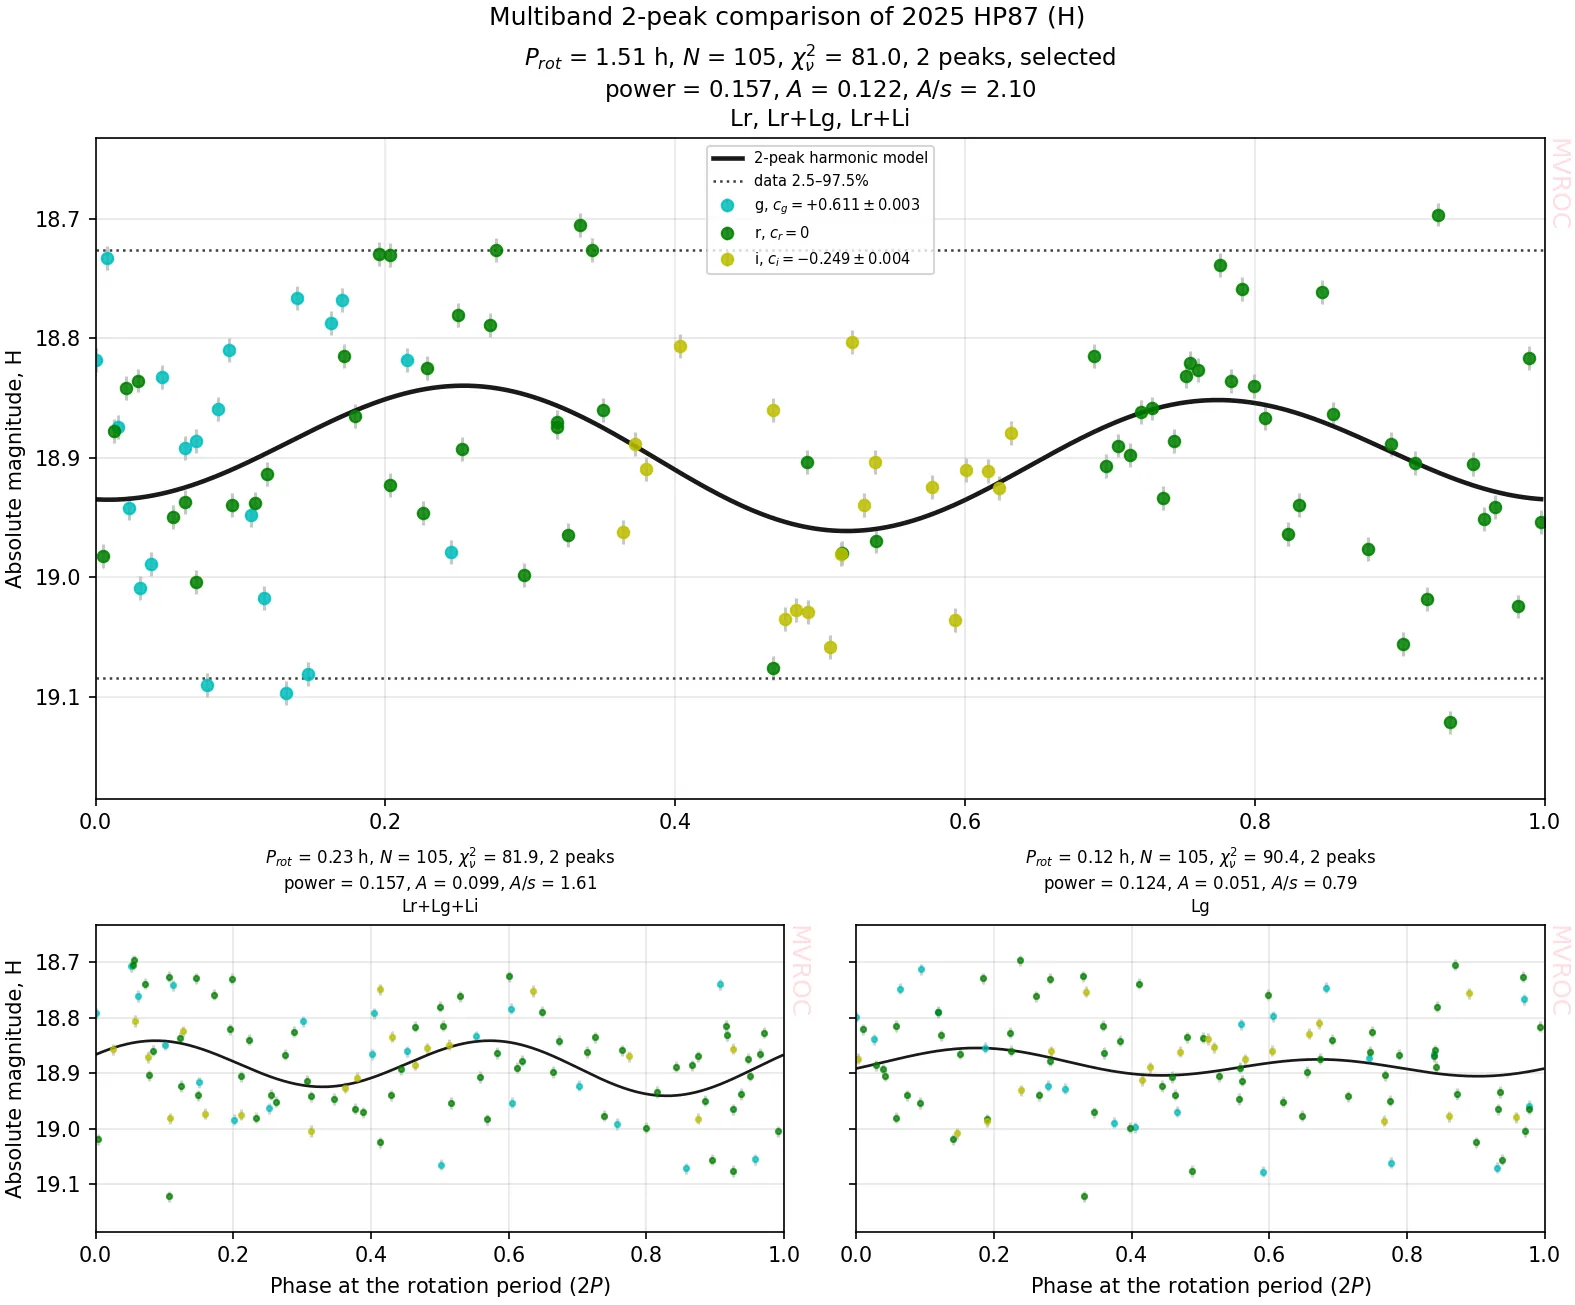 Multiband 2-peak comparison of 2025 HP87 (H)
P_rot = 1.51 h, N = 105, χ²_ν = 81.0, 2 peaks, selected
power = 0.157, A = 0.122, A/s = 2.10
Lr, Lr+Lg, Lr+Li
MVROC
2-peak harmonic model
data 2.5–97.5%
g, c_g = +0.611 ± 0.003
r, c_r = 0
i, c_i = −0.249 ± 0.004
Absolute magnitude, H
18.7
18.8
18.9
19.0
19.1
0.0 0.2 0.4 0.6 0.8 1.0
P_rot = 0.23 h, N = 105, χ²_ν = 81.9, 2 peaks
power = 0.157, A = 0.099, A/s = 1.61
Lr+Lg+Li
MVROC
Absolute magnitude, H
18.7
18.8
18.9
19.0
19.1
0.0 0.2 0.4 0.6 0.8 1.0
Phase at the rotation period (2P)
P_rot = 0.12 h, N = 105, χ²_ν = 90.4, 2 peaks
power = 0.124, A = 0.051, A/s = 0.79
Lg
MVROC
0.0 0.2 0.4 0.6 0.8 1.0
Phase at the rotation period (2P)